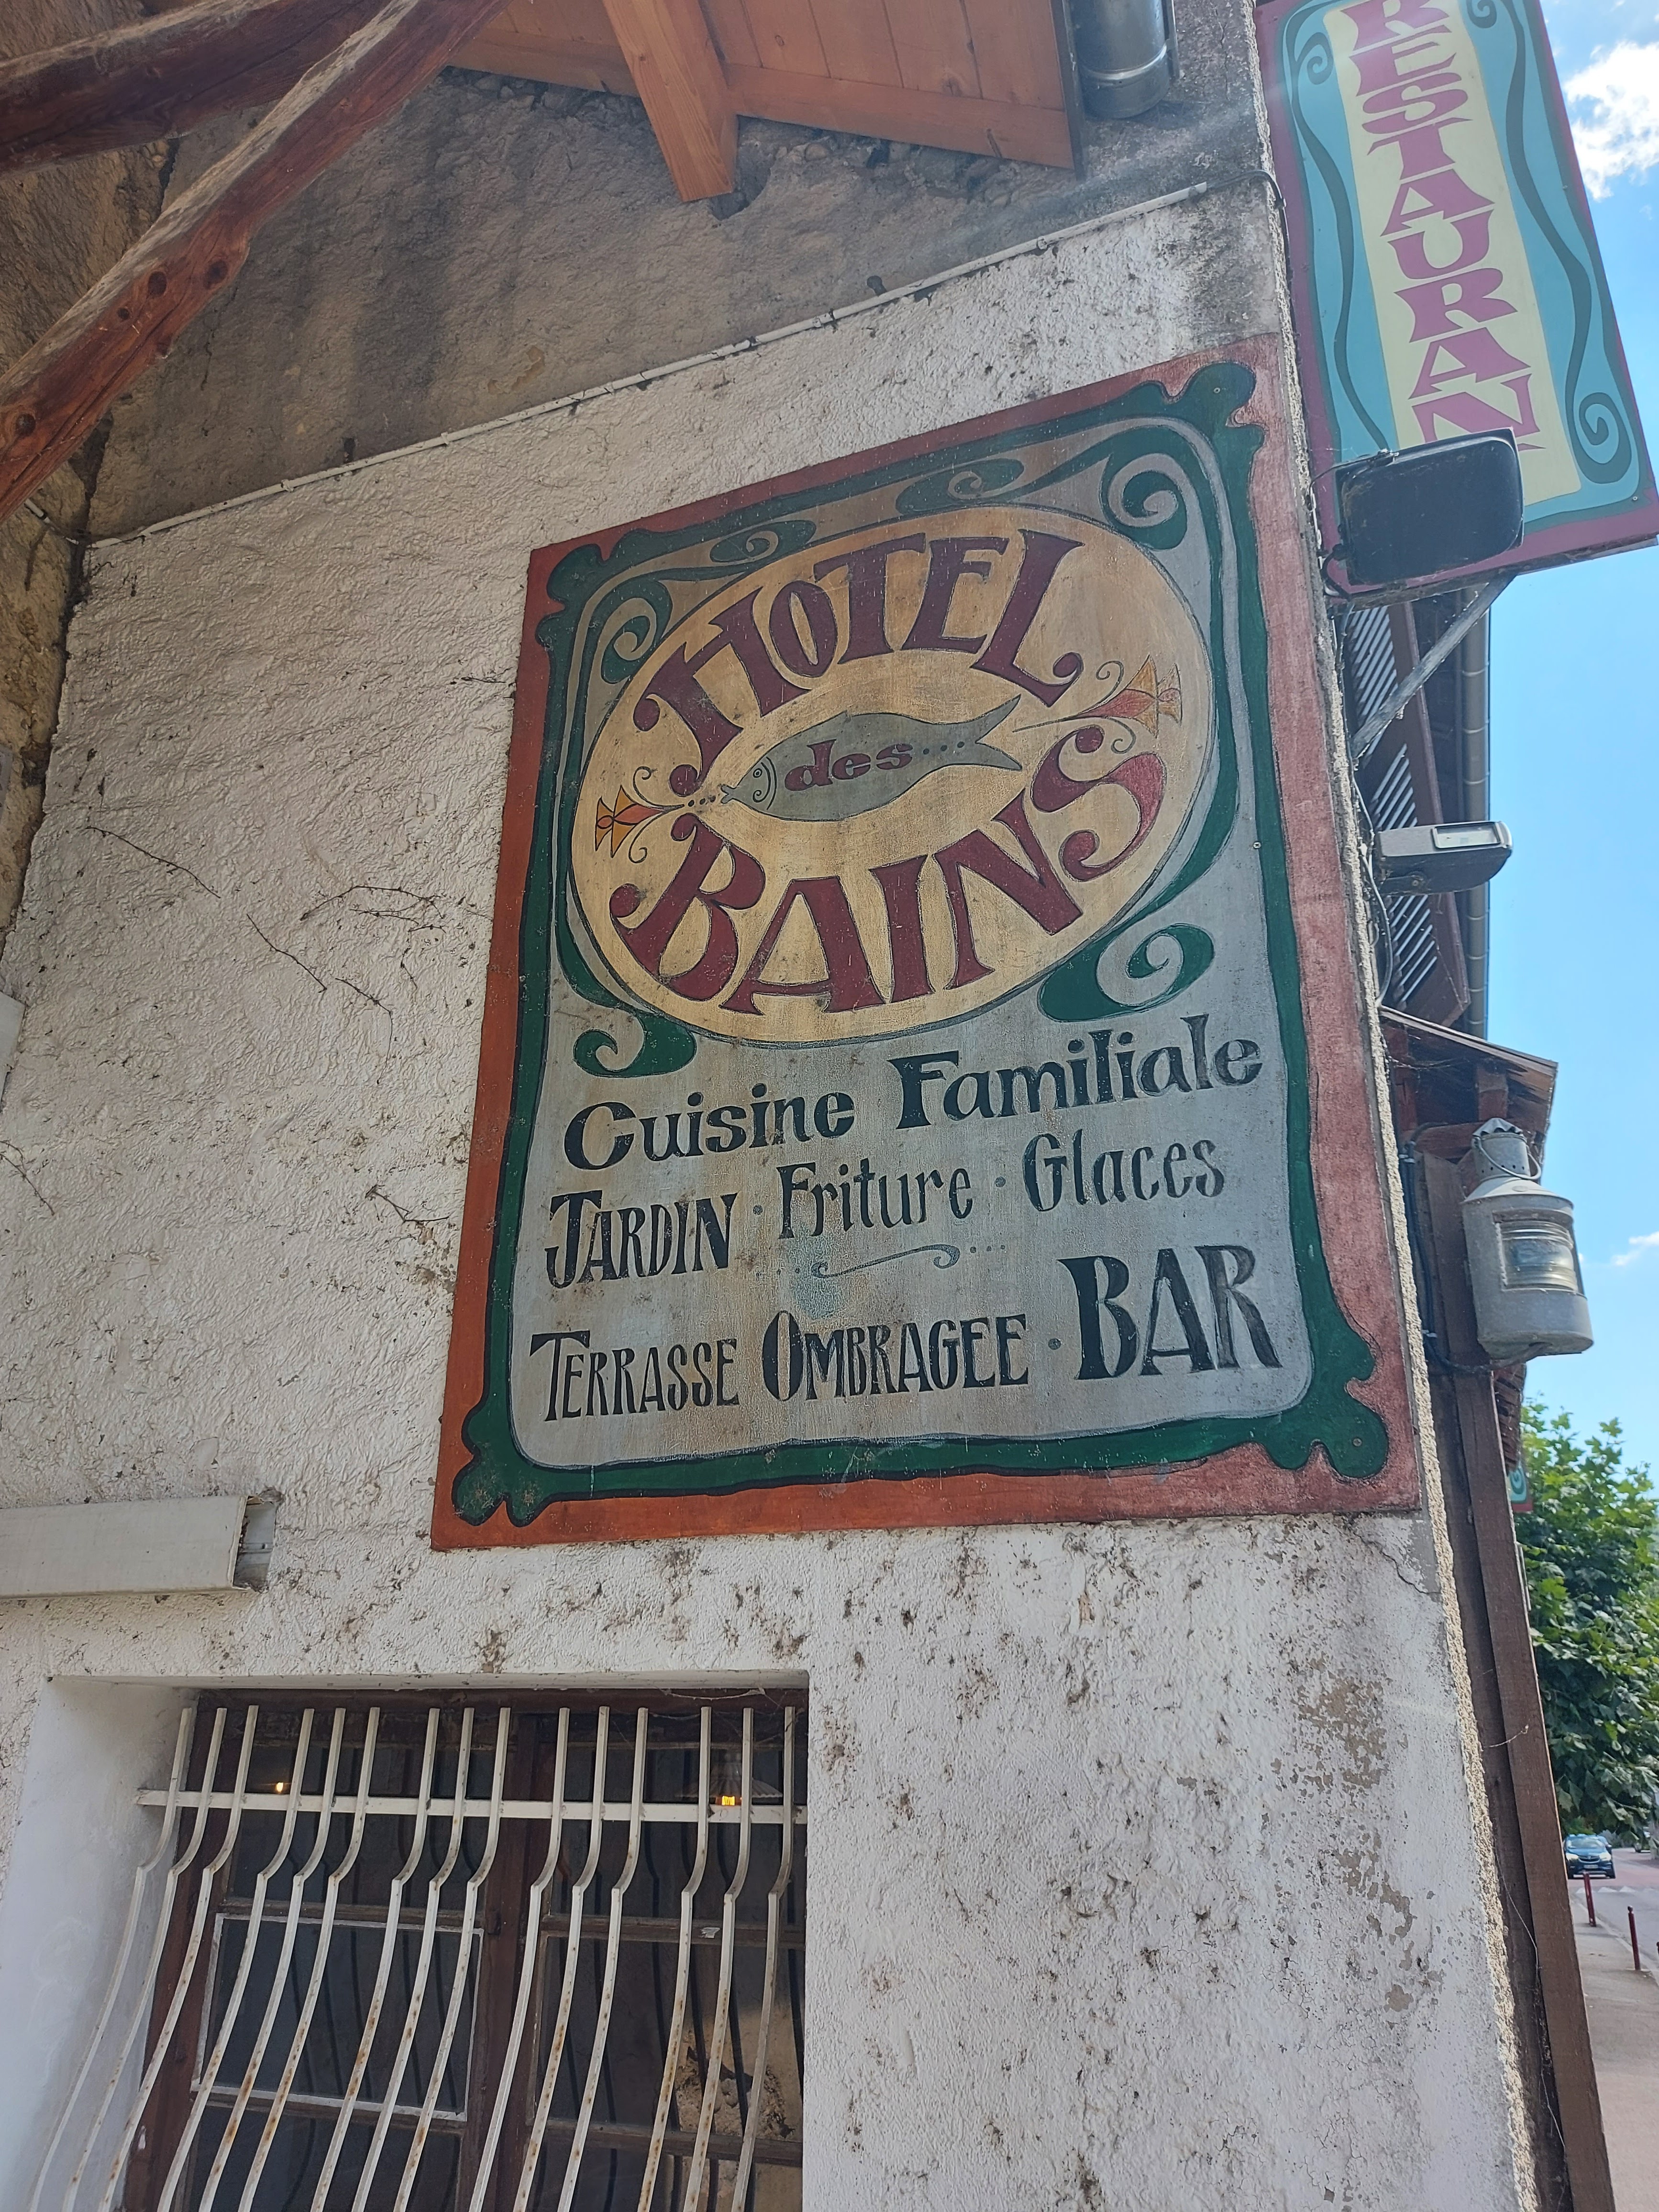 HOTEL
des...
BAINS
Cuisine Familiale
JARDIN · Friture · Glaces
TERRASSE OMBRAGEE · BAR
RESTAURAN